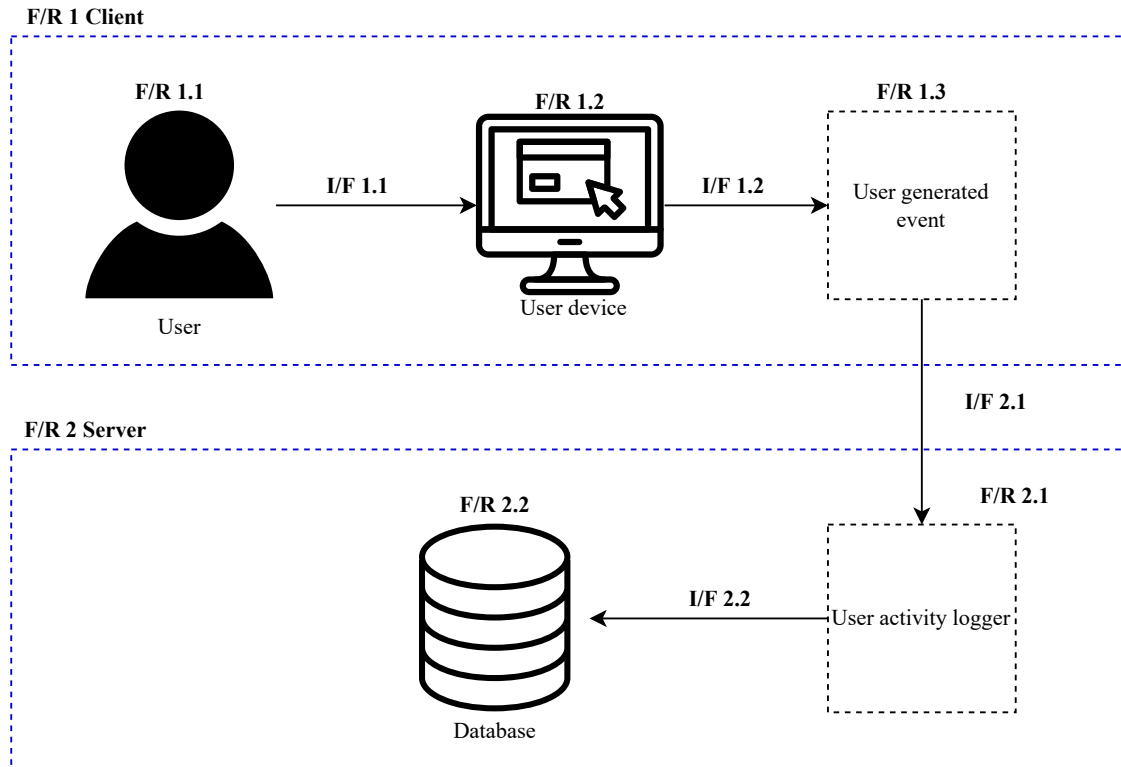 F/R 1 Client
F/R 1.1
F/R 1.2
F/R 1.3
I/F 1.1
I/F 1.2
User generated
event
User device
User
I/F 2.1
F/R 2 Server
F/R 2.1
F/R 2.2
I/F 2.2
User activity logger
Database